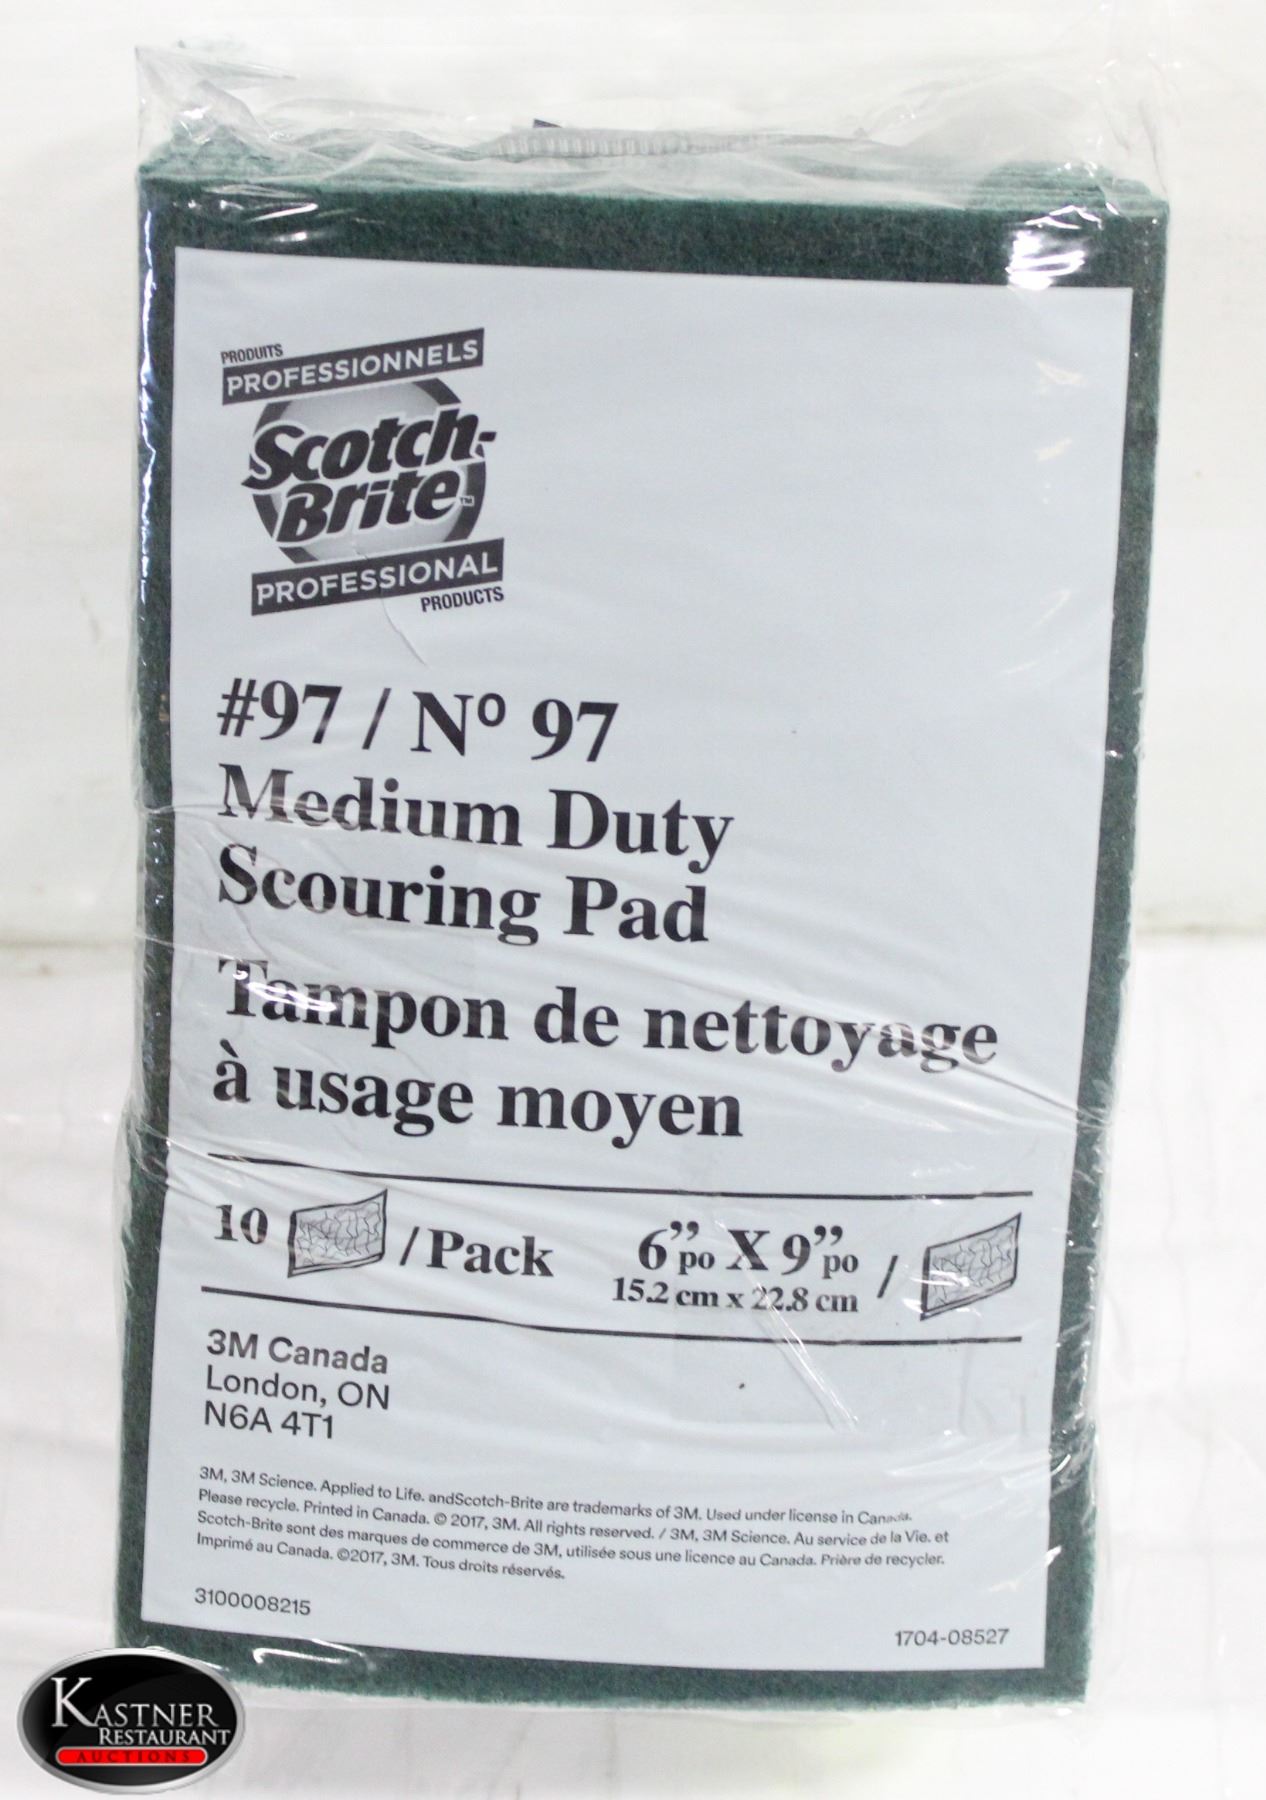 PRODUITS
PROFESSIONNELS
Scotch-
Brite™
PROFESSIONAL
PRODUCTS
#97 / Nº 97
Medium Duty
Scouring Pad
Tampon de nettoyage
à usage moyen
10 / Pack 6”po X 9”po /
15.2 cm x 22.8 cm
3M Canada
London, ON
N6A 4T1
3M, 3M Science. Applied to Life. andScotch-Brite are trademarks of 3M. Used under license in Canada.
Please recycle. Printed in Canada. © 2017, 3M. All rights reserved. / 3M, 3M Science. Au service de la Vie. et
Scotch-Brite sont des marques de commerce de 3M, utilisée sous une licence au Canada. Prière de recycler.
Imprimé au Canada. ©2017, 3M. Tous droits réservés.
3100008215
1704-08527
KASTNER
RESTAURANT
AUCTIONS